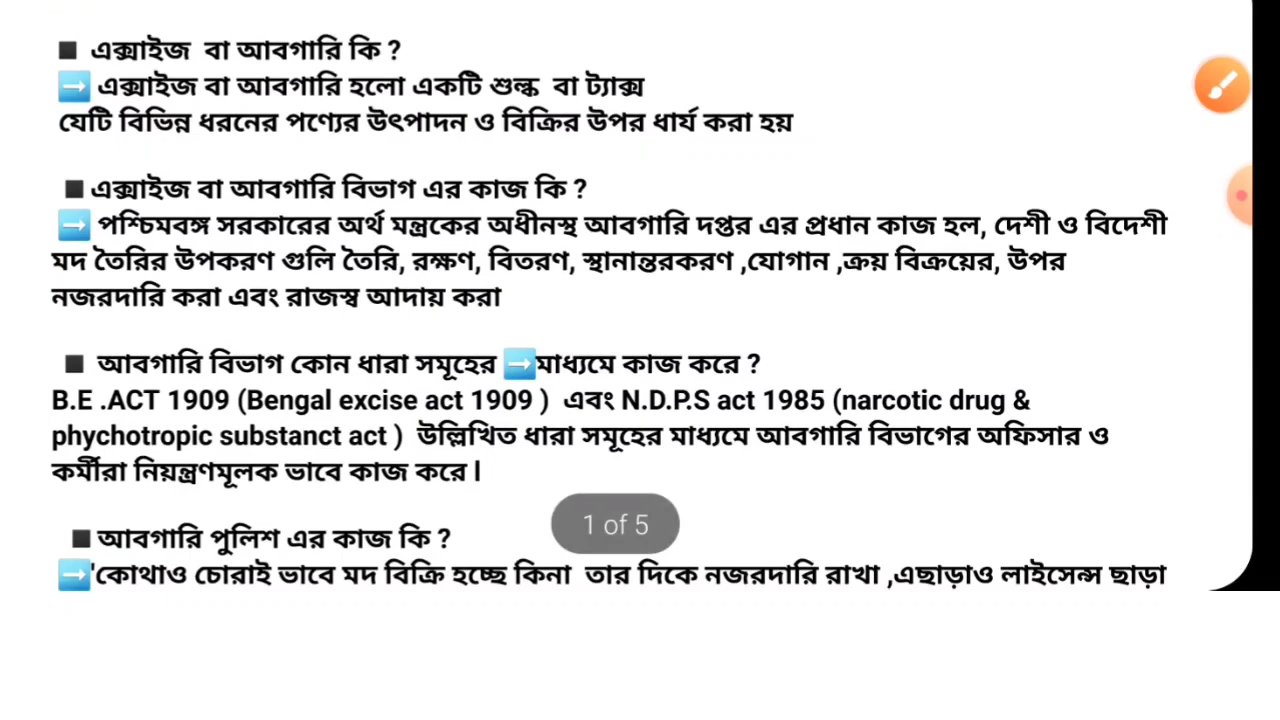 ◾ এক্সাইজ বা আবগারি কি ?
➡️ এক্সাইজ বা আবগারি হলো একটি শুল্ক বা ট্যাক্স
যেটি বিভিন্ন ধরনের পণ্যের উৎপাদন ও বিক্রির উপর ধার্য করা হয়
◾এক্সাইজ বা আবগারি বিভাগ এর কাজ কি ?
➡️ পশ্চিমবঙ্গ সরকারের অর্থ মন্ত্রকের অধীনস্থ আবগারি দপ্তর এর প্রধান কাজ হল, দেশী ও বিদেশী
মদ তৈরির উপকরণ গুলি তৈরি, রক্ষণ, বিতরণ, স্থানান্তরকরণ ,যোগান ,ক্রয় বিক্রয়ের, উপর
নজরদারি করা এবং রাজস্ব আদায় করা
◾ আবগারি বিভাগ কোন ধারা সমূহের ➡️মাধ্যমে কাজ করে ?
B.E .ACT 1909 (Bengal excise act 1909 ) এবং N.D.P.S act 1985 (narcotic drug &
phychotropic substanct act ) উল্লিখিত ধারা সমূহের মাধ্যমে আবগারি বিভাগের অফিসার ও
কর্মীরা নিয়ন্ত্রণমূলক ভাবে কাজ করে l
◾আবগারি পুলিশ এর কাজ কি ?
➡️'কোথাও চোরাই ভাবে মদ বিক্রি হচ্ছে কিনা তার দিকে নজরদারি রাখা ,এছাড়াও লাইসেন্স ছাড়া
1 of 5